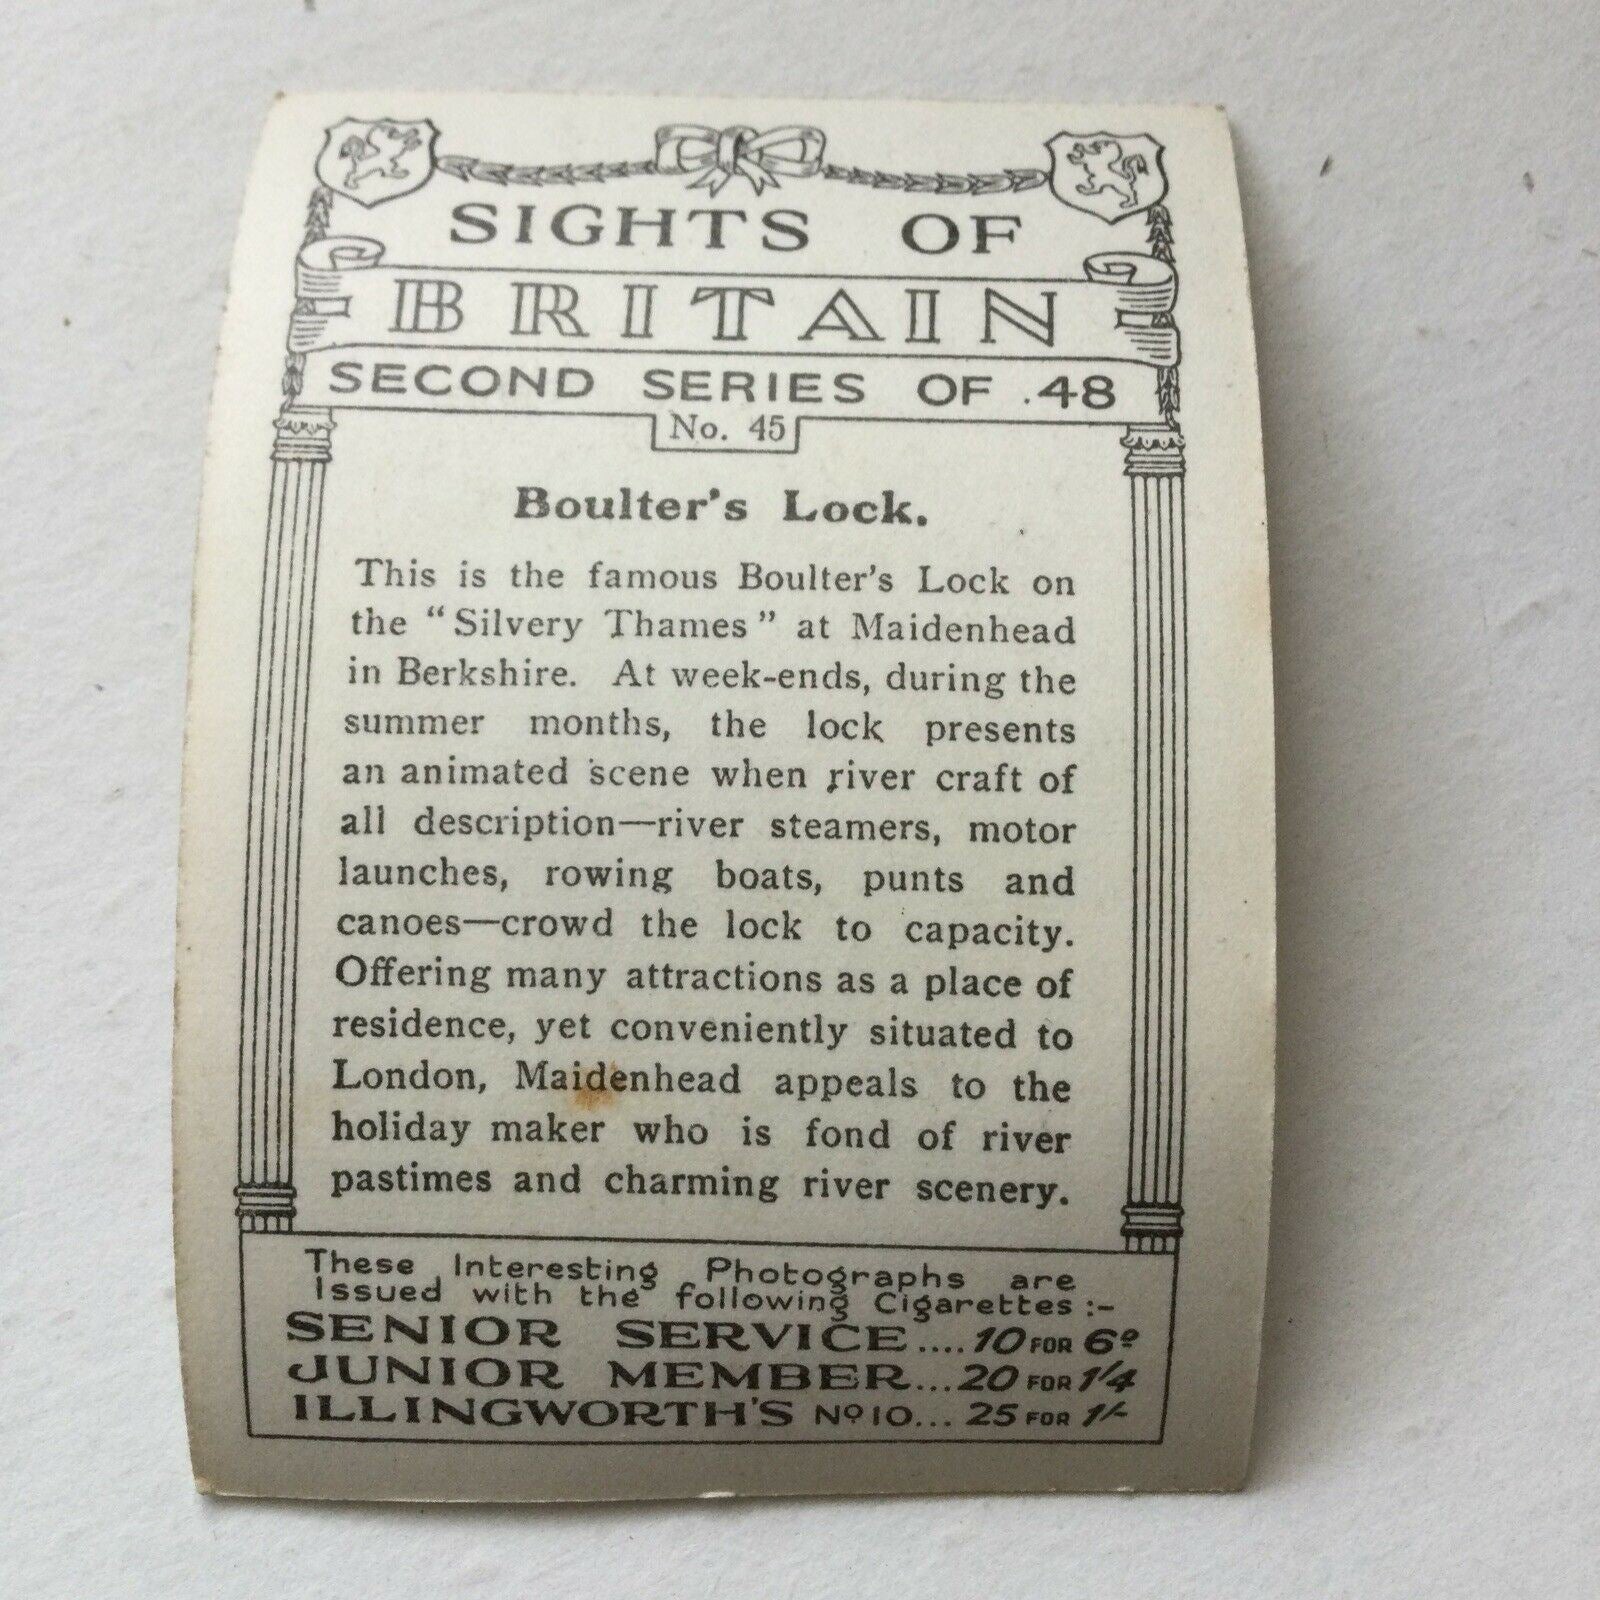 SIGHTS OF
BRITAIN
SECOND SERIES OF 48
No. 45
Boulter's Lock.
This is the famous Boulter's Lock on
the "Silvery Thames" at Maidenhead
in Berkshire. At week-ends, during the
summer months, the lock presents
an animated scene when river craft of
all description—river steamers, motor
launches, rowing boats, punts and
canoes—crowd the lock to capacity.
Offering many attractions as a place of
residence, yet conveniently situated to
London, Maidenhead appeals to the
holiday maker who is fond of river
pastimes and charming river scenery.
These Interesting Photographs are
Issued with the following Cigarettes :-
SENIOR SERVICE .... 10 FOR 6ᴰ
JUNIOR MEMBER... 20 FOR 1/4
ILLINGWORTH'S Nº 10... 25 FOR 1/-